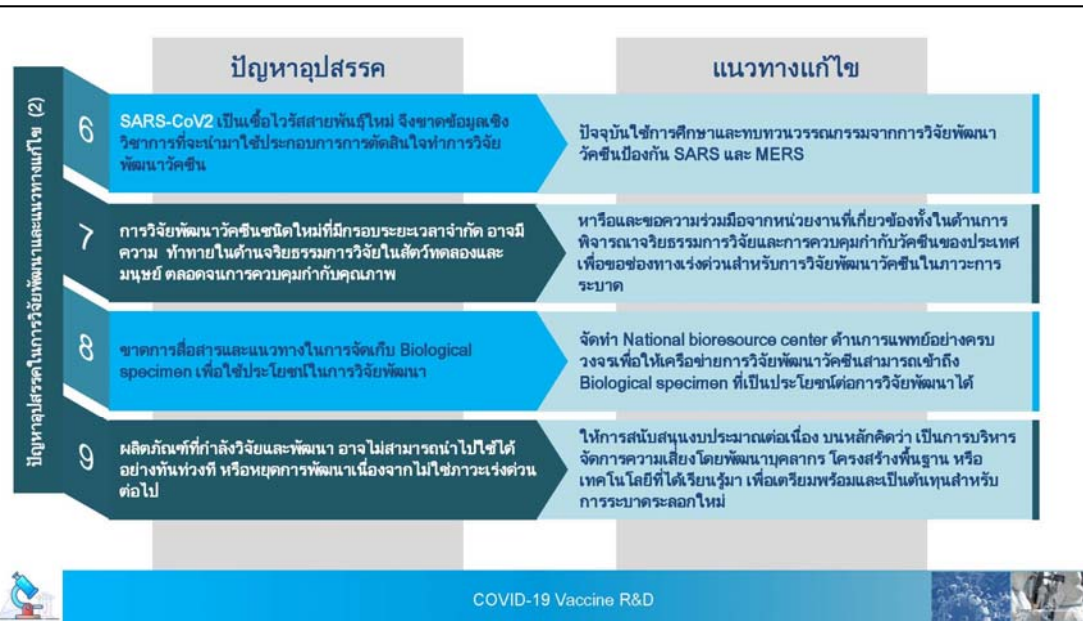 ปัญหาอุปสรรค
แนวทางแก้ไข
ปัญหาอุปสรรคในการวิจัยพัฒนาและแนวทางแก้ไข (2)
6
SARS-CoV2 เป็นเชื้อไวรัสสายพันธุ์ใหม่ จึงขาดข้อมูลเชิง
วิชาการที่จะนำมาใช้ประกอบการการตัดสินใจทำการวิจัย
พัฒนาวัคซีน
ปัจจุบันใช้การศึกษาและทบทวนวรรณกรรมจากการวิจัยพัฒนา
วัคซีนป้องกัน SARS และ MERS
7
การวิจัยพัฒนาวัคซีนชนิดใหม่ที่มีกรอบระยะเวลาจำกัด อาจมี
ความ ท้าทายในด้านจริยธรรมการวิจัยในสัตว์ทดลองและ
มนุษย์ ตลอดจนการควบคุมกำกับคุณภาพ
หารือและขอความร่วมมือจากหน่วยงานที่เกี่ยวข้องทั้งในด้านการ
พิจารณาจริยธรรมการวิจัยและการควบคุมกำกับวัคซีนของประเทศ
เพื่อขอช่องทางเร่งด่วนสำหรับการวิจัยพัฒนาวัคซีนในภาวะการ
ระบาด
8
ขาดการสื่อสารและแนวทางในการจัดเก็บ Biological
specimen เพื่อใช้ประโยชน์ในการวิจัยพัฒนา
จัดทำ National bioresource center ด้านการแพทย์อย่างครบ
วงจรเพื่อให้เครือข่ายการวิจัยพัฒนาวัคซีนสามารถเข้าถึง
Biological specimen ที่เป็นประโยชน์ต่อการวิจัยพัฒนาได้
9
ผลิตภัณฑ์ที่กำลังวิจัยและพัฒนา อาจไม่สามารถนำไปใช้ได้
อย่างทันท่วงที หรือหยุดการพัฒนาเนื่องจากไม่ใช่ภาวะเร่งด่วน
ต่อไป
ให้การสนับสนุนงบประมาณต่อเนื่อง บนหลักคิดว่า เป็นการบริหาร
จัดการความเสี่ยงโดยพัฒนาบุคลากร โครงสร้างพื้นฐาน หรือ
เทคโนโลยีที่ได้เรียนรู้มา เพื่อเตรียมพร้อมและเป็นต้นทุนสำหรับ
การระบาดระลอกใหม่
COVID-19 Vaccine R&D